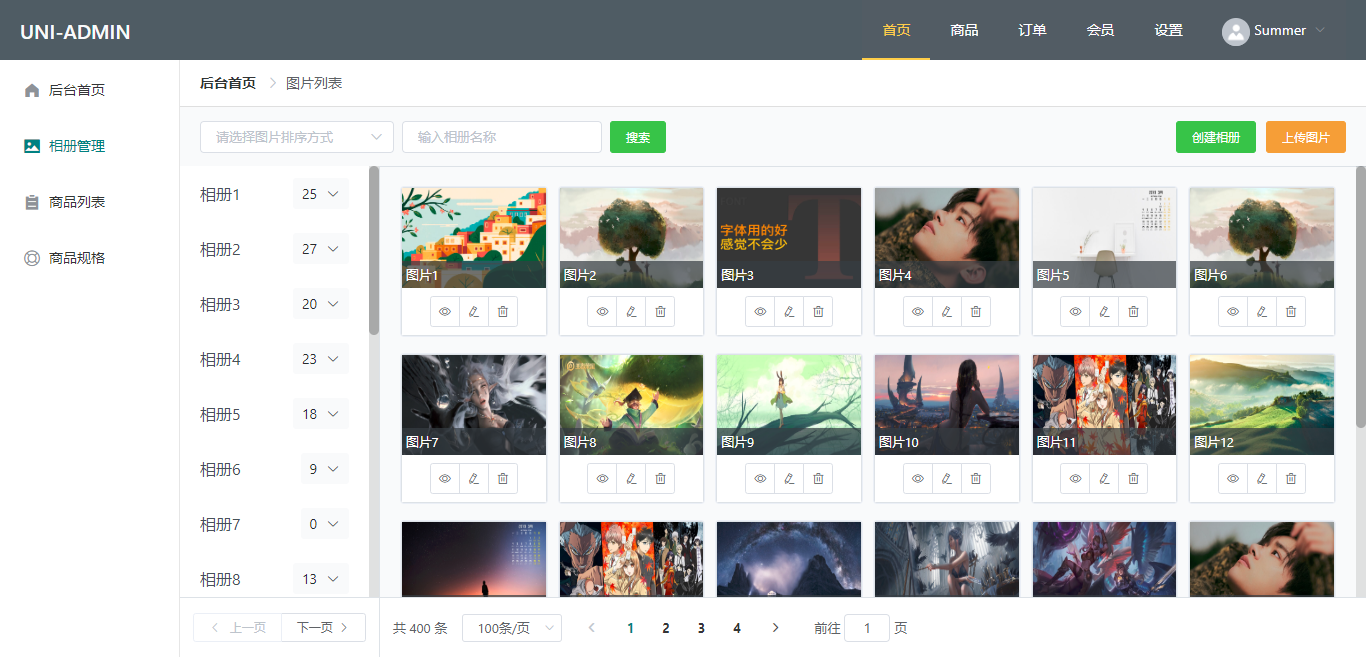 UNI-ADMIN
首页
商品
订单
会员
设置
Summer
后台首页
相册管理
商品列表
商品规格
后台首页
图片列表
请选择图片排序方式
输入相册名称
搜索
创建相册
上传图片
相册1 25
相册2 27
相册3 20
相册4 23
相册5 18
相册6 9
相册7 0
相册8 13
上一页
下一页
图片1
图片2
字体用的好
感觉不会少
图片3
图片4
图片5
图片6
图片7
图片8
图片9
图片10
图片11
图片12
共 400 条
100条/页
1 2 3 4
前往 1 页